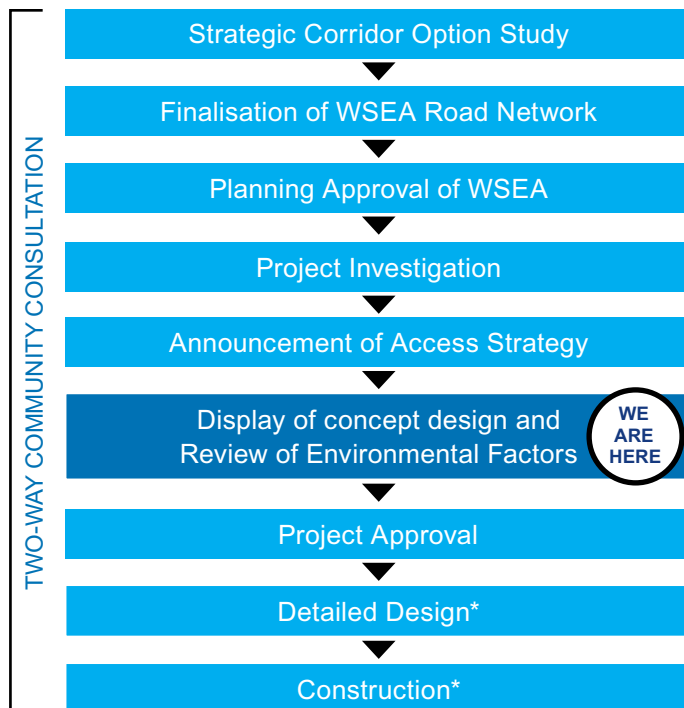 TWO-WAY COMMUNITY CONSULTATION
Strategic Corridor Option Study
Finalisation of WSEA Road Network
Planning Approval of WSEA
Project Investigation
Announcement of Access Strategy
Display of concept design and
Review of Environmental Factors
WE
ARE
HERE
Project Approval
Detailed Design*
Construction*